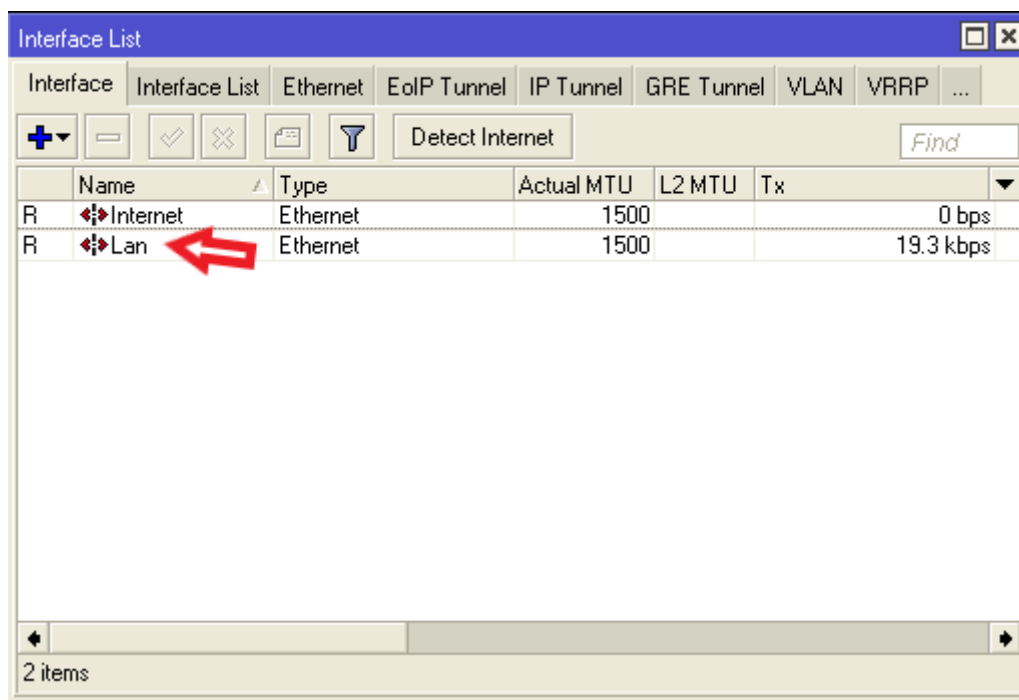 Interface List
Interface Interface List Ethernet EoIP Tunnel IP Tunnel GRE Tunnel VLAN VRRP ...
Detect Internet Find
Name Type Actual MTU L2 MTU Tx
R Internet Ethernet 1500 0 bps
R Lan Ethernet 1500 19.3 kbps
2 items